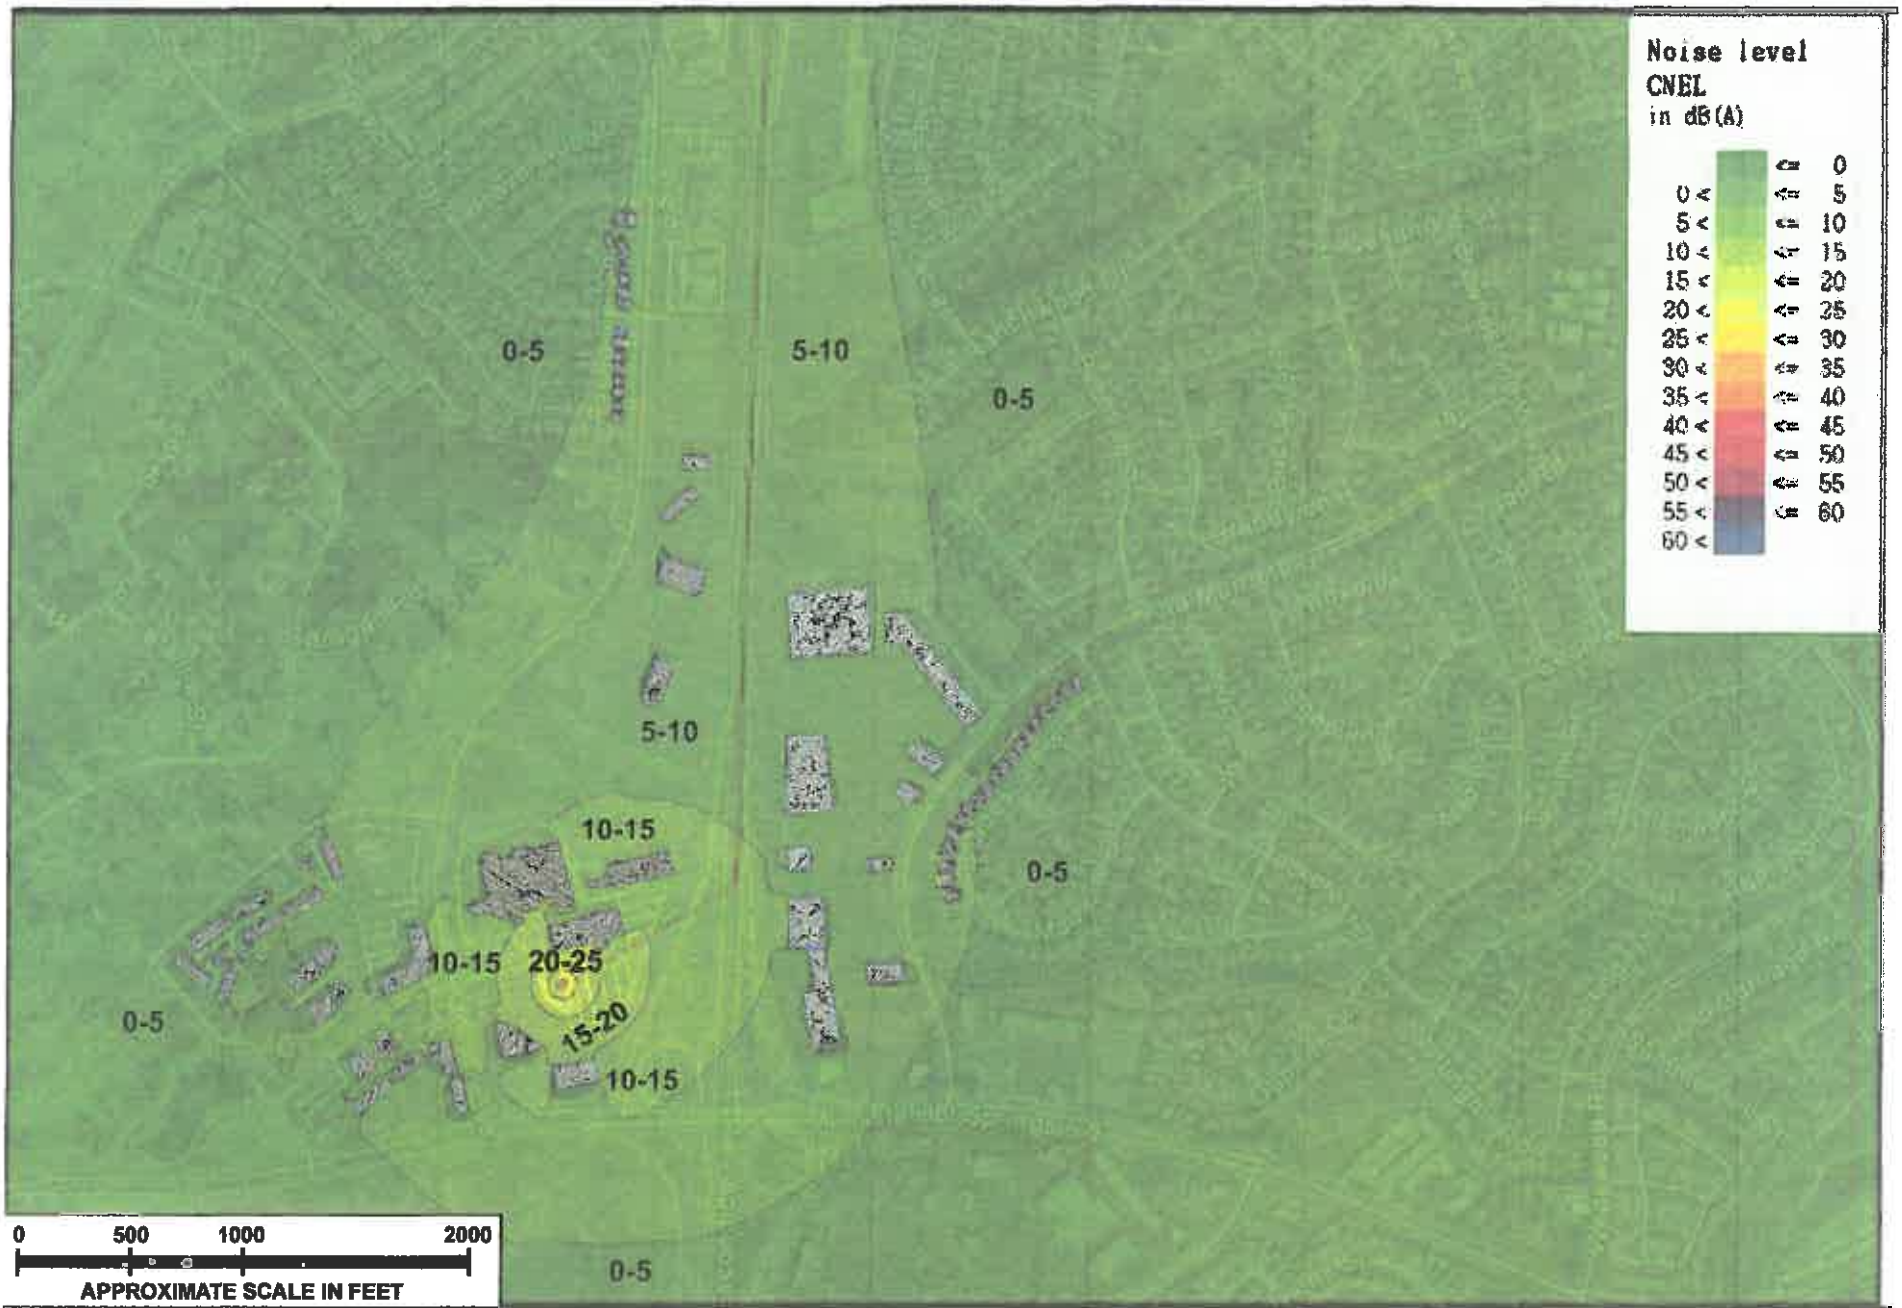 Noise level
CNEL
in dB(A)
<= 0
0 < <= 5
5 < <= 10
10 < <= 15
15 < <= 20
20 < <= 25
25 < <= 30
30 < <= 35
35 < <= 40
40 < <= 45
45 < <= 50
50 < <= 55
55 < <= 60
60 <
0-5
5-10
0-5
5-10
10-15
0-5
10-15
20-25
0-5
15-20
10-15
0-5
0 500 1000 2000
APPROXIMATE SCALE IN FEET